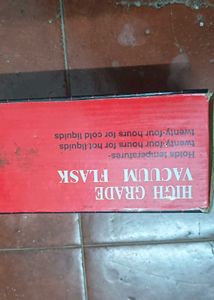 HIGH GRADE
VACUUM FLASK
Holds temperatures-
twenty-four hours for hot liquids
twenty-four hours for cold liquids